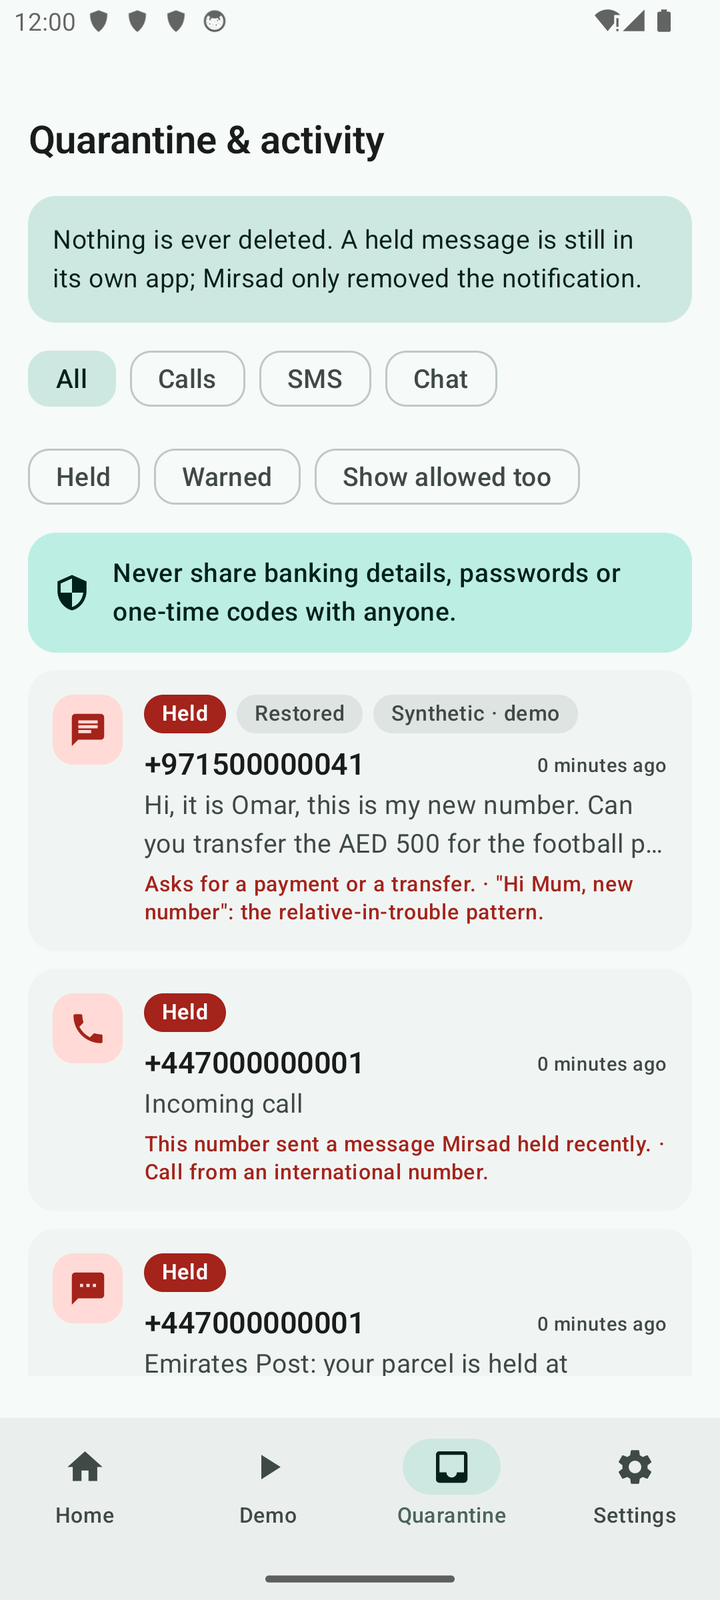 12:00
Quarantine & activity
Nothing is ever deleted. A held message is still in
its own app; Mirsad only removed the notification.
All Calls SMS Chat
Held Warned Show allowed too
Never share banking details, passwords or
one-time codes with anyone.
Held Restored Synthetic · demo
+971500000041 0 minutes ago
Hi, it is Omar, this is my new number. Can
you transfer the AED 500 for the football p…
Asks for a payment or a transfer. · "Hi Mum, new
number": the relative-in-trouble pattern.
Held
+447000000001 0 minutes ago
Incoming call
This number sent a message Mirsad held recently. ·
Call from an international number.
Held
+447000000001 0 minutes ago
Emirates Post: your parcel is held at
Home Demo Quarantine Settings